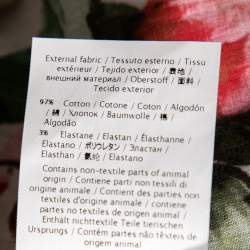 External fabric / Tessuto esterno / Tissu
extérieur / Tejido exterior / 表地 /
внешний материал / Oberstoff / 面料 /
Tecido exterior
97% Cotton / Cotone / Coton / Algodón
/ 綿 / Хлопок / Baumwolle / 棉 /
Algodão
3% Elastane / Elastan / Élasthanne /
Elastano / ポリウレタン / Эластан /
Elasthan / 氨纶 / Elastano
Contains non-textile parts of animal
origin / Contient parti non tessili di
origine animale / Contient des parties
textiles d'origine animale / contiene
partes no textiles de origen animal /
Enthält nichttextile Teile tierischen
Ursprungs / Contém partes não têxteis de
origem animal